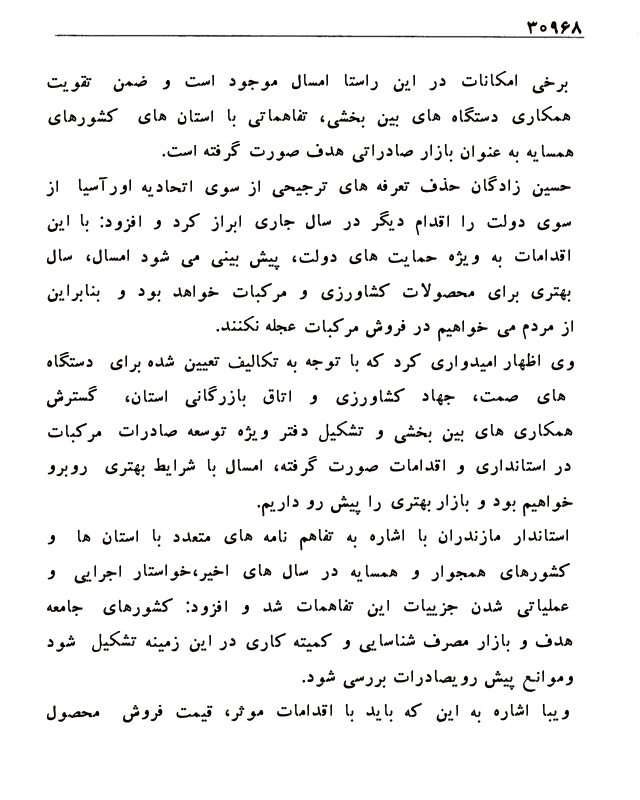 ۳۰۹۶۸
برخی امکانات در این راستا امسال موجود است و ضمن تقویت
همکاری دستگاه های بین بخشی، تفاهماتی با استان های کشورهای
همسایه به عنوان بازار صادراتی هدف صورت گرفته است.
حسین زادگان حذف تعرفه های ترجیحی از سوی اتحادیه اورآسیا از
سوی دولت را اقدام دیگر در سال جاری ابراز کرد و افزود: با این
اقدامات به ویژه حمایت های دولت، پیش بینی می شود امسال، سال
بهتری برای محصولات کشاورزی و مرکبات خواهد بود و بنابراین
از مردم می خواهیم در فروش مرکبات عجله نکنند.
وی اظهار امیدواری کرد که با توجه به تکالیف تعیین شده برای دستگاه
های صمت، جهاد کشاورزی و اتاق بازرگانی استان، گسترش
همکاری های بین بخشی و تشکیل دفتر ویژه توسعه صادرات مرکبات
در استانداری و اقدامات صورت گرفته، امسال با شرایط بهتری روبرو
خواهیم بود و بازار بهتری را پیش رو داریم.
استاندار مازندران با اشاره به تفاهم نامه های متعدد با استان ها و
کشورهای همجوار و همسایه در سال های اخیر،خواستار اجرایی و
عملیاتی شدن جزییات این تفاهمات شد و افزود: کشورهای جامعه
هدف و بازار مصرف شناسایی و کمیته کاری در این زمینه تشکیل شود
وموانع پیش رویصادرات بررسی شود.
ویبا اشاره به این که باید با اقدامات موثر، قیمت فروش محصول